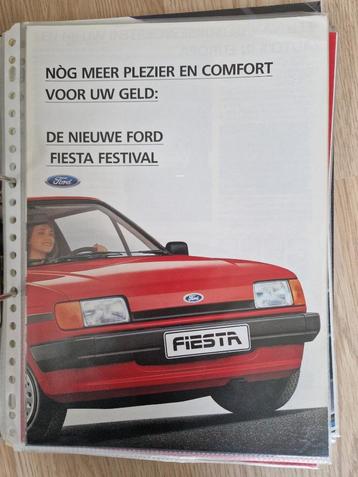 NÒG MEER PLEZIER EN COMFORT
VOOR UW GELD:
DE NIEUWE FORD
FIESTA FESTIVAL
Ford
Ford
FIESTA